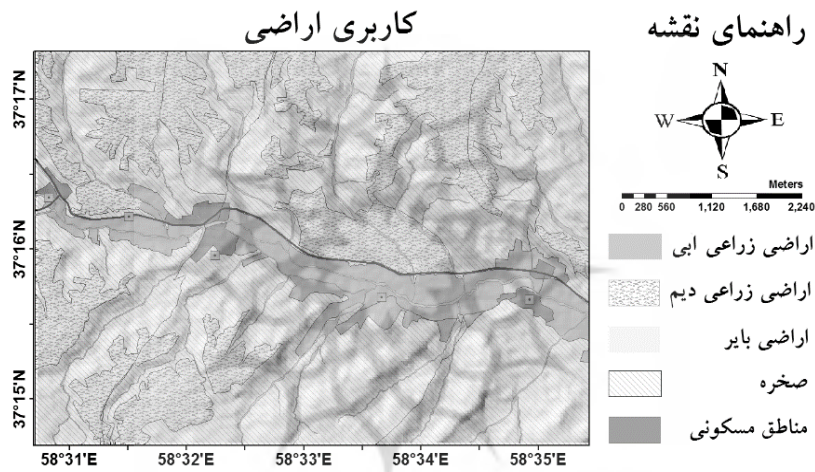 کاربری اراضی
راهنمای نقشه
N
W E
S
Meters
0 280 560 1,120 1,680 2,240
اراضی زراعی ابی
اراضی زراعی دیم
اراضی بایر
صخره
مناطق مسکونی
37°17'N
37°16'N
37°15'N
58°31'E 58°32'E 58°33'E 58°34'E 58°35'E